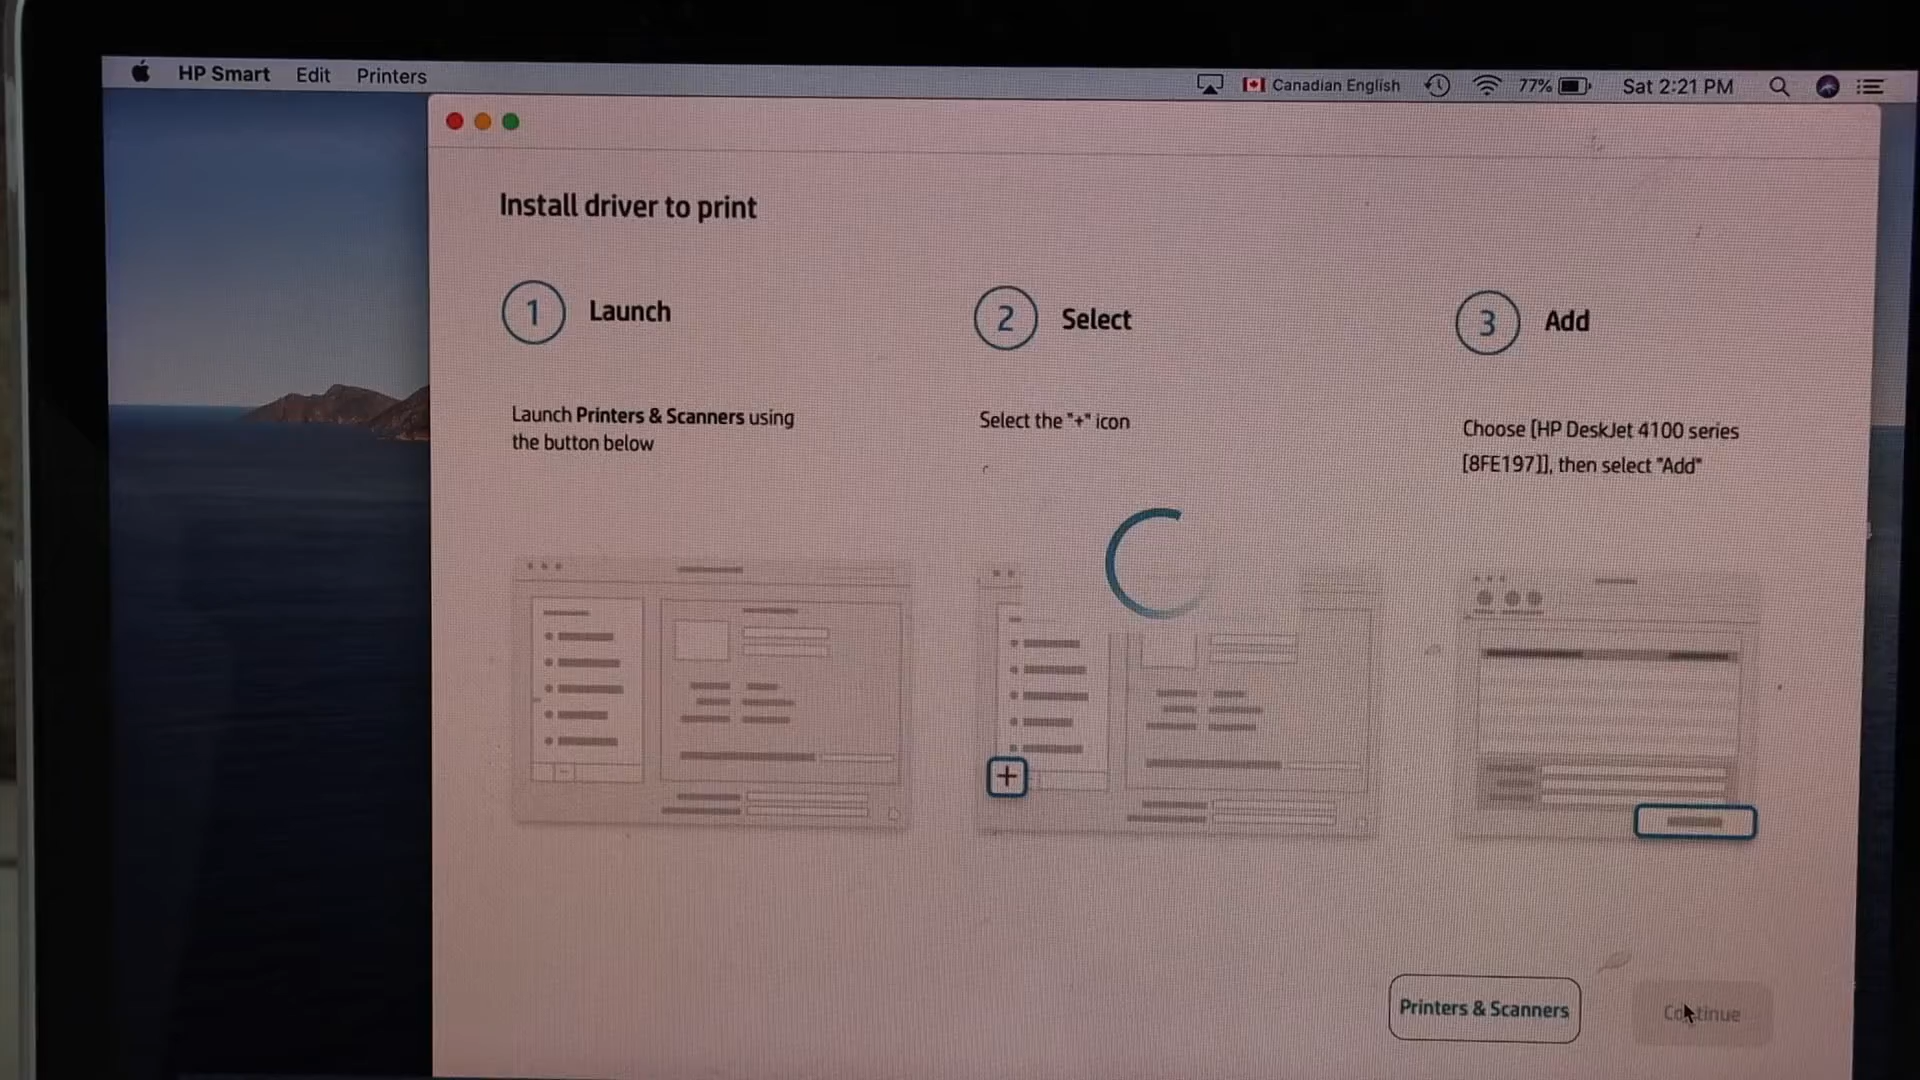 HP Smart Edit Printers
Canadian English 77% Sat 2:21 PM
Install driver to print
1 Launch
Launch Printers & Scanners using
the button below
2 Select
Select the "+" icon
3 Add
Choose [HP DeskJet 4100 series
[8FE197]], then select "Add"
+
Printers & Scanners
Continue